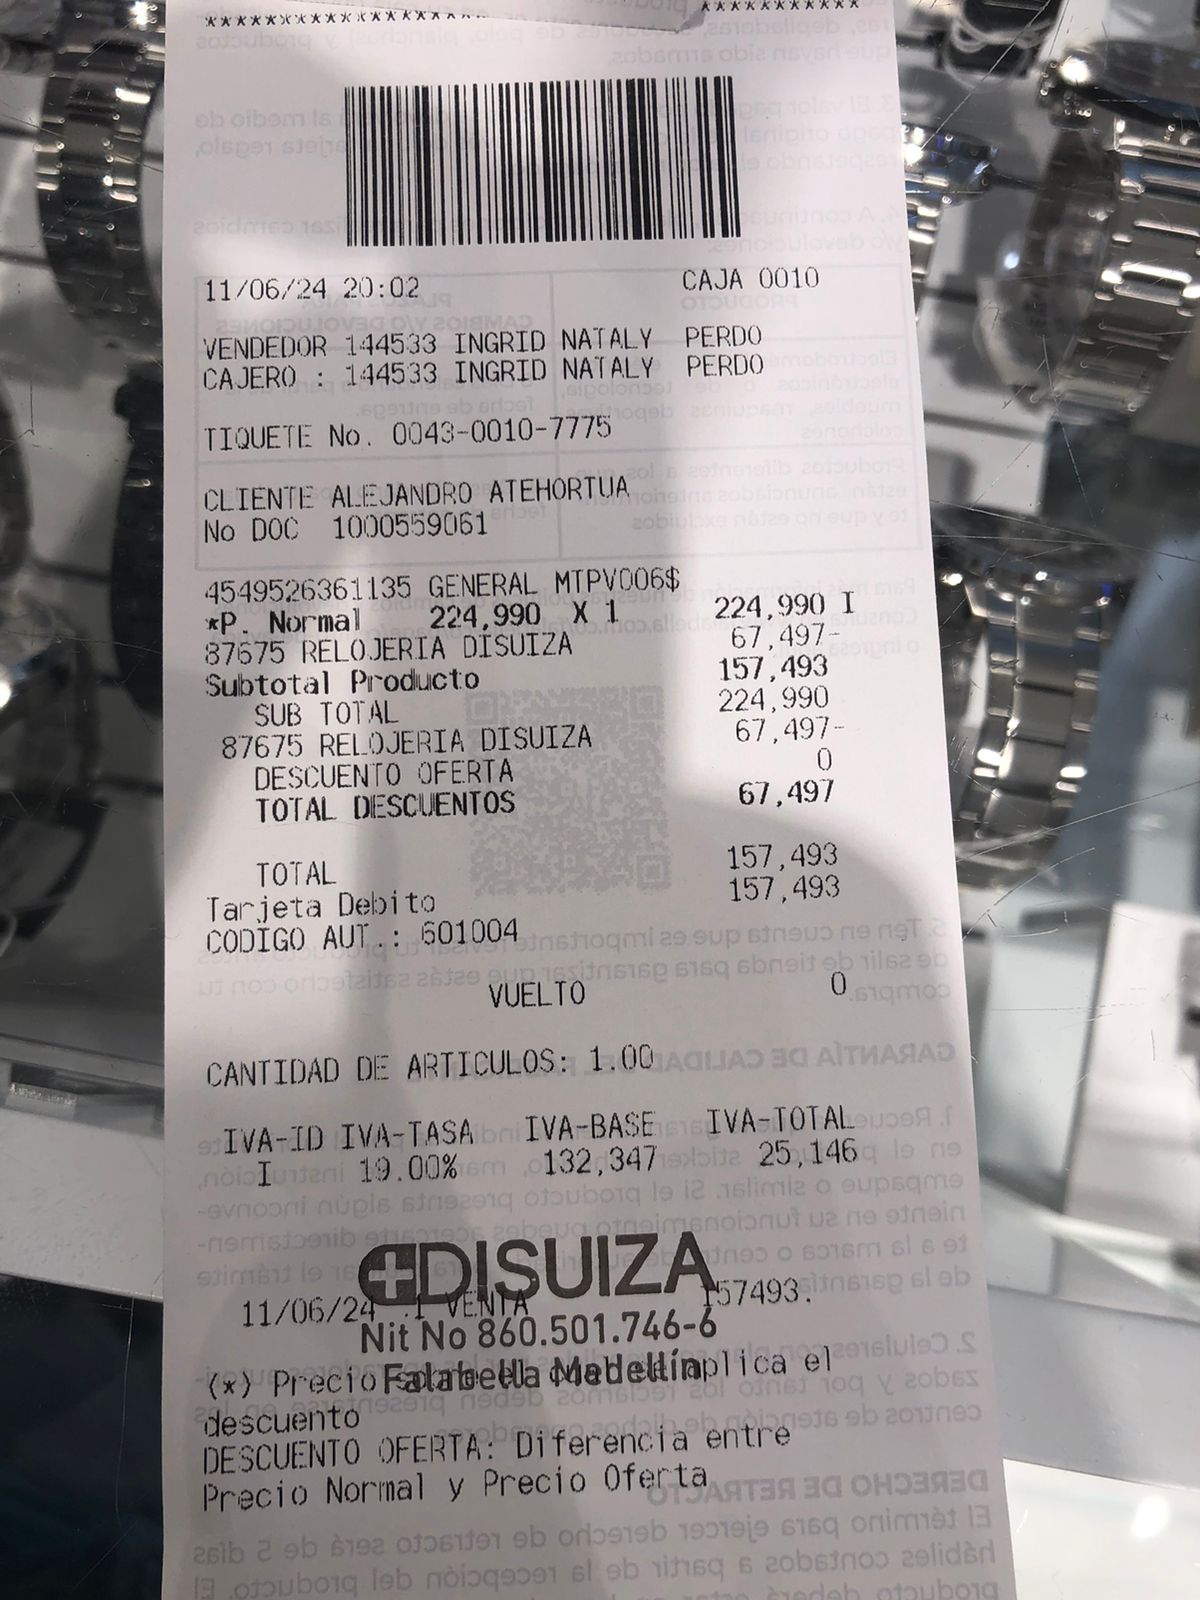 ***********************
11/06/24 20:02 CAJA 0010
VENDEDOR 144533 INGRID NATALY PERDO
CAJERO : 144533 INGRID NATALY PERDO
TIQUETE No. 0043-0010-7775
CLIENTE ALEJANDRO ATEHORTUA
No DOC 1000559061
4549526361135 GENERAL MTPV006$
*P. Normal 224,990 X 1 224,990 I
87675 RELOJERIA DISUIZA 67,497-
Subtotal Producto 157,493
SUB TOTAL 224,990
87675 RELOJERIA DISUIZA 67,497-
DESCUENTO OFERTA 0
TOTAL DESCUENTOS 67,497
TOTAL 157,493
Tarjeta Debito 157,493
CODIGO AUT.: 601004
VUELTO 0
CANTIDAD DE ARTICULOS: 1.00
IVA-ID IVA-TASA IVA-BASE IVA-TOTAL
I 19.00% 132,347 25,146
DISUIZA
11/06/24 .1 VENTA 157493.
Nit No 860.501.746-6
Falabella Medellín
(*) Precio aplica el
descuento
DESCUENTO OFERTA: Diferencia entre
Precio Normal y Precio Oferta